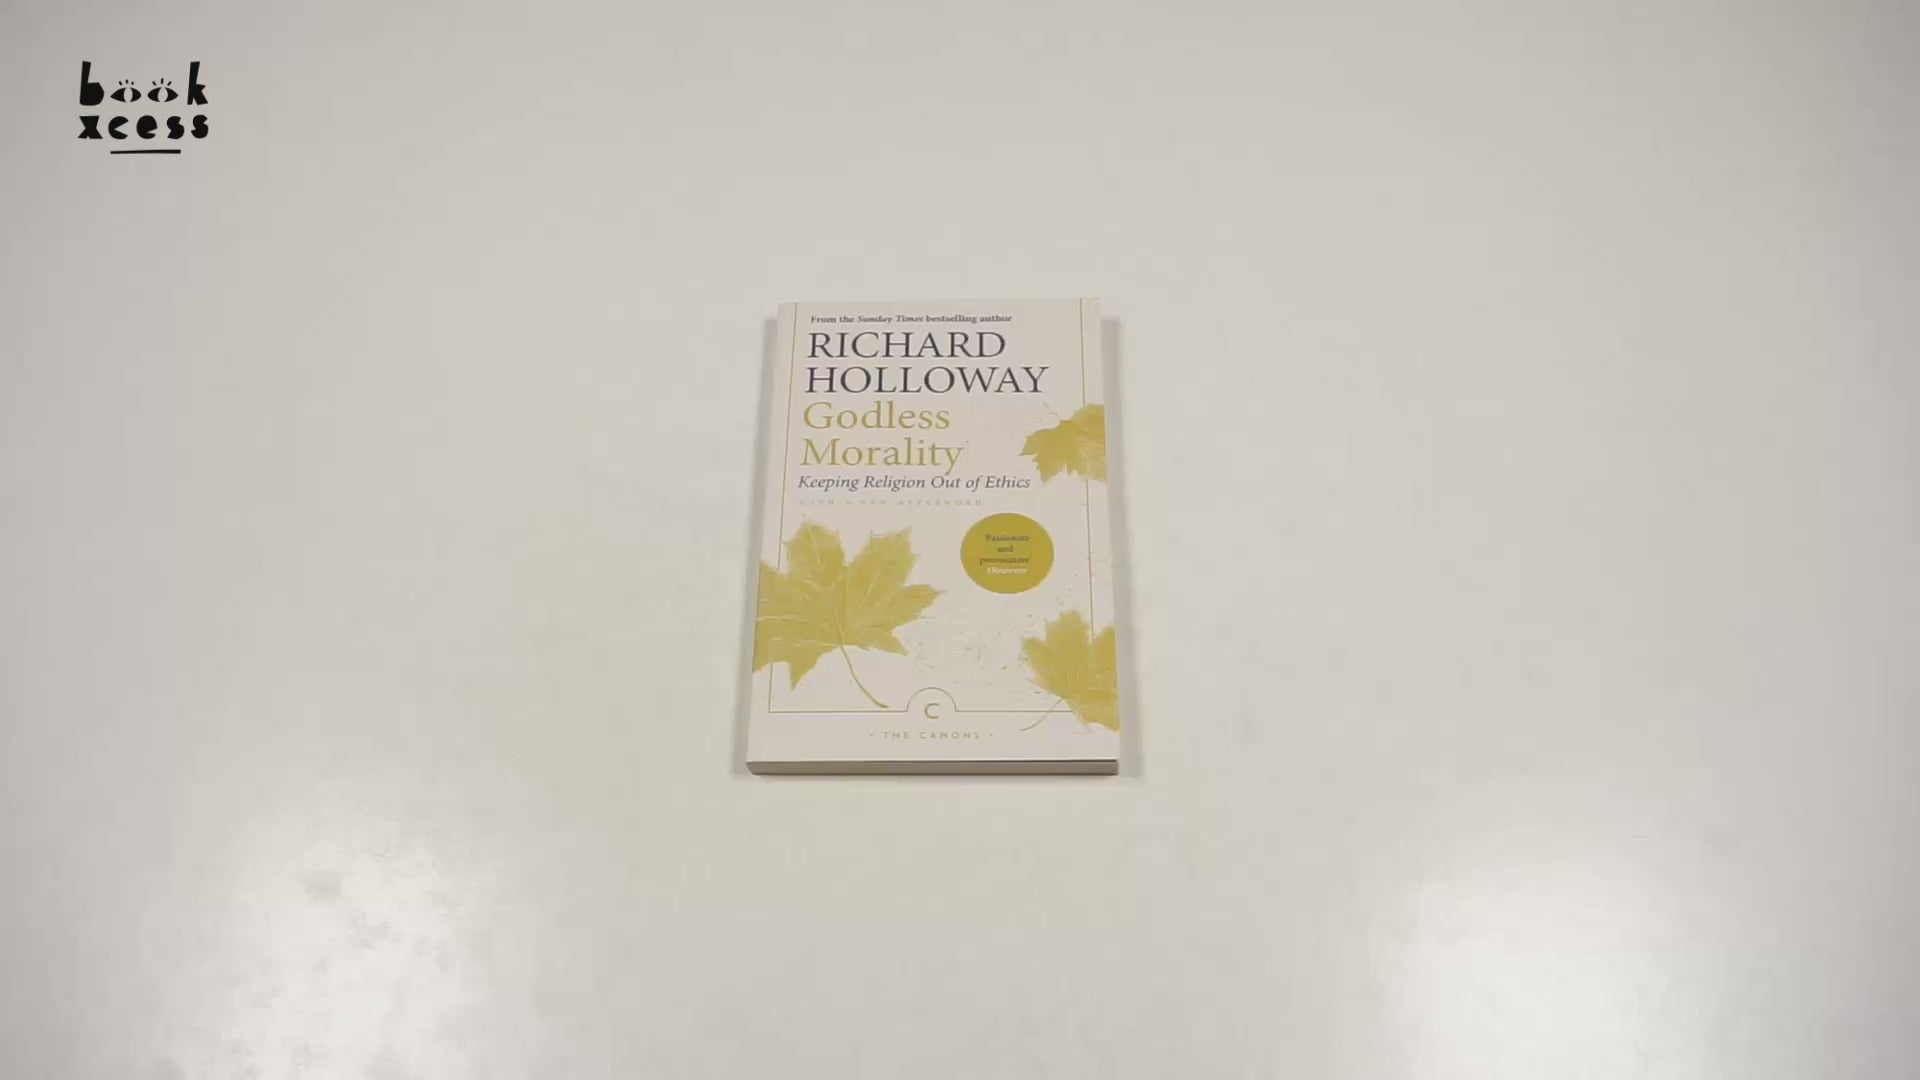 book
xcess
From the Sunday Times bestselling author
RICHARD
HOLLOWAY
Godless
Morality
Keeping Religion Out of Ethics
WITH A NEW AFTERWORD
'Passionate
and
provocative'
Observer
C
• THE CANONS •